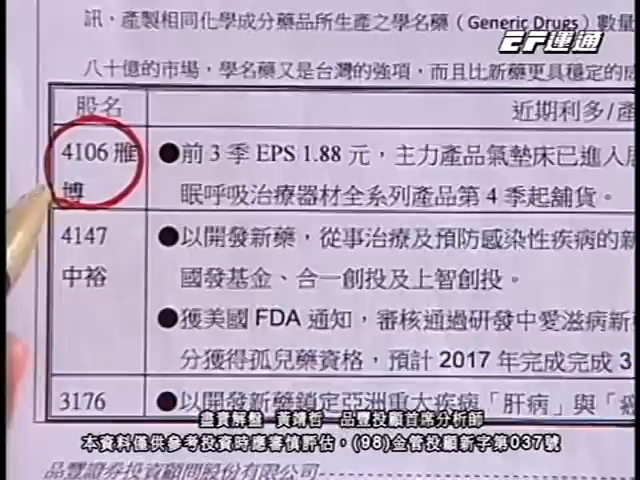 訊，產製相同化學成分藥品所生產之學名藥（Generic Drugs）數量
EF運通
八十億的市場，學名藥又是台灣的強項，而且比新藥更具穩定的成
股名
近期利多/產
4106 雅博
●前 3 季 EPS 1.88 元，主力產品氣墊床已進入
眠呼吸治療器材全系列產品第 4 季起舖貨。
4147 中裕
●以開發新藥，從事治療及預防感染性疾病的新
國發基金、合一創投及上智創投。
●獲美國 FDA 通知，審核通過研發中愛滋病新
分獲得孤兒藥資格，預計 2017 年完成完成 3
3176
●以開發新藥鎖定亞洲重大疾病「肝病」與「癌
盤實解盤 黃靖哲 品豐投顧首席分析師
本資料僅供參考投資時應審慎評估，(98)金管投顧新字第037號
品豐證券投資顧問股份有限公司